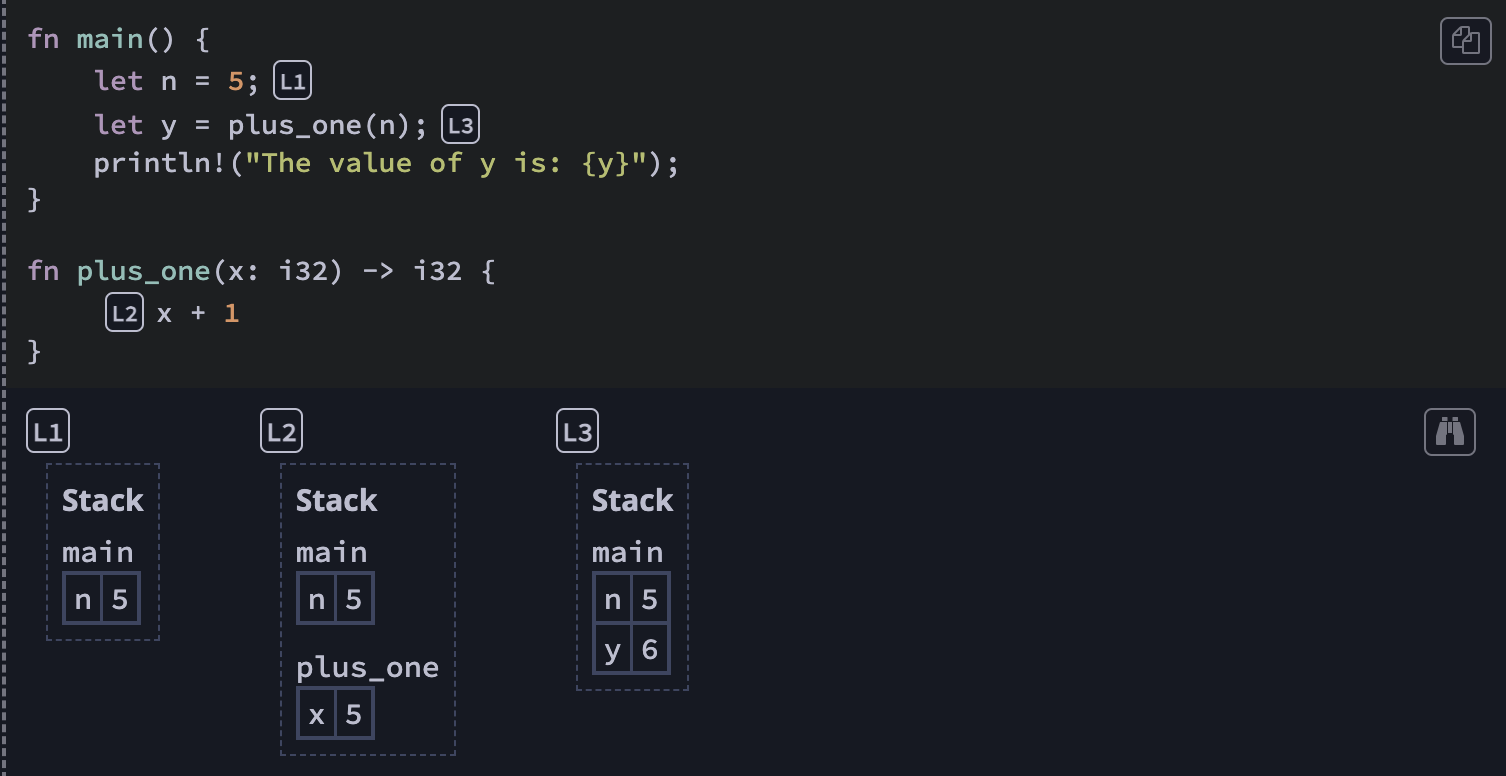 fn main() {
    let n = 5; L1
    let y = plus_one(n); L3
    println!("The value of y is: {y}");
}
fn plus_one(x: i32) -> i32 {
    L2 x + 1
}
L1
Stack
main
n 5
L2
Stack
main
n 5
plus_one
x 5
L3
Stack
main
n 5
y 6